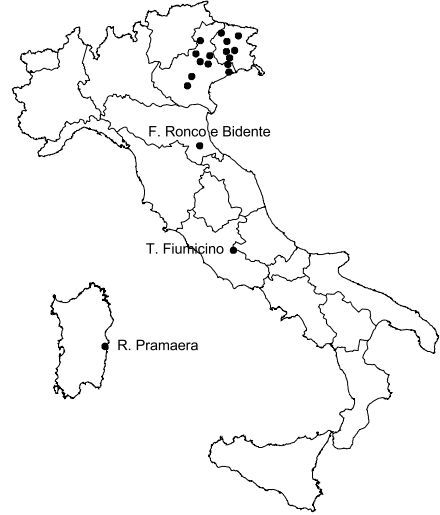 F. Ronco e Bidente
T. Fiumicino
R. Pramaera